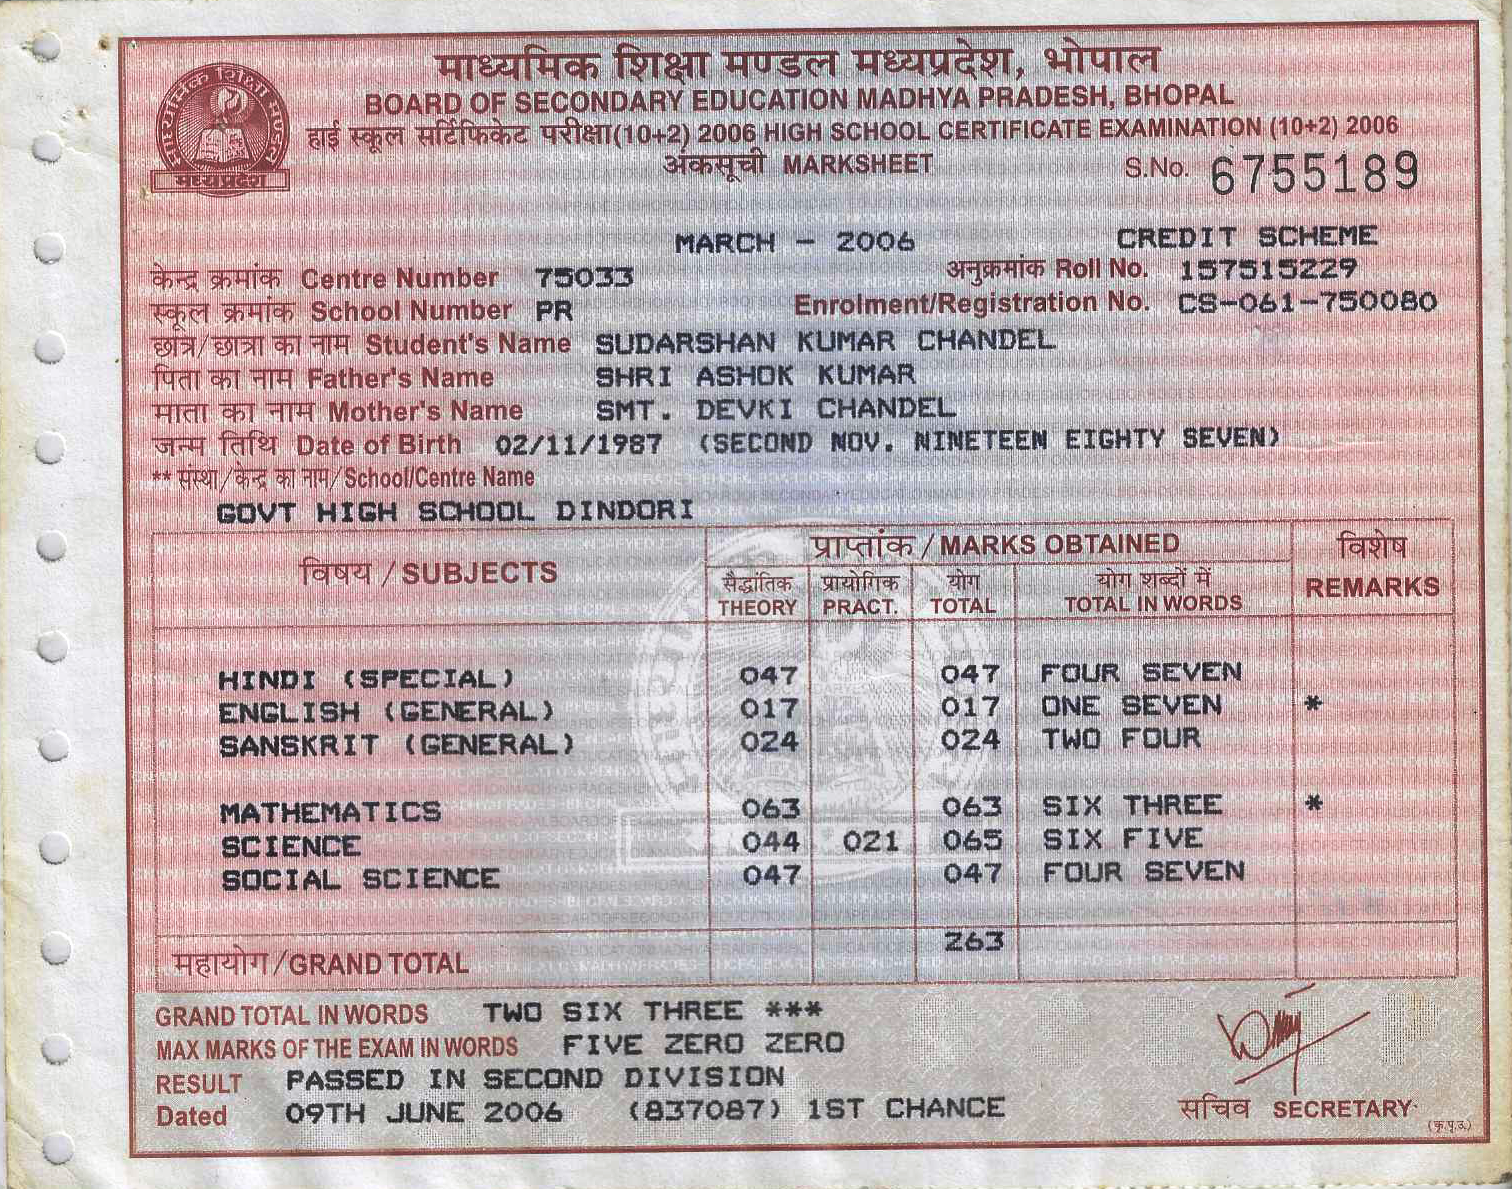 माध्यमिक शिक्षा मण्डल मध्यप्रदेश, भोपाल
BOARD OF SECONDARY EDUCATION MADHYA PRADESH, BHOPAL
हाई स्कूल सर्टिफिकेट परीक्षा(10+2) 2006 HIGH SCHOOL CERTIFICATE EXAMINATION (10+2) 2006
अंकसूची MARKSHEET
S.No. 6755189
माध्यमिक शिक्षा मण्डल
मध्यप्रदेश
MARCH - 2006 CREDIT SCHEME
केन्द्र क्रमांक Centre Number 75033 अनुक्रमांक Roll No. 157515229
स्कूल क्रमांक School Number PR Enrolment/Registration No. CS-061-750080
छात्र/छात्रा का नाम Student's Name SUDARSHAN KUMAR CHANDEL
पिता का नाम Father's Name SHRI ASHOK KUMAR
माता का नाम Mother's Name SMT. DEVKI CHANDEL
जन्म तिथि Date of Birth 02/11/1987 (SECOND NOV. NINETEEN EIGHTY SEVEN)
** संस्था/केन्द्र का नाम/School/Centre Name
GOVT HIGH SCHOOL DINDORI
विषय / SUBJECTS प्राप्तांक / MARKS OBTAINED विशेष
सैद्धांतिक प्रायोगिक योग योग शब्दों में
THEORY PRACT. TOTAL TOTAL IN WORDS REMARKS
HINDI (SPECIAL) 047 047 FOUR SEVEN
ENGLISH (GENERAL) 017 017 ONE SEVEN *
SANSKRIT (GENERAL) 024 024 TWO FOUR
MATHEMATICS 063 063 SIX THREE *
SCIENCE 044 021 065 SIX FIVE
SOCIAL SCIENCE 047 047 FOUR SEVEN
महायोग/GRAND TOTAL 263
GRAND TOTAL IN WORDS TWO SIX THREE ***
MAX MARKS OF THE EXAM IN WORDS FIVE ZERO ZERO
RESULT PASSED IN SECOND DIVISION
Dated 09TH JUNE 2006 (837087) 1ST CHANCE
सचिव SECRETARY
(कृ.पृ.उ.)